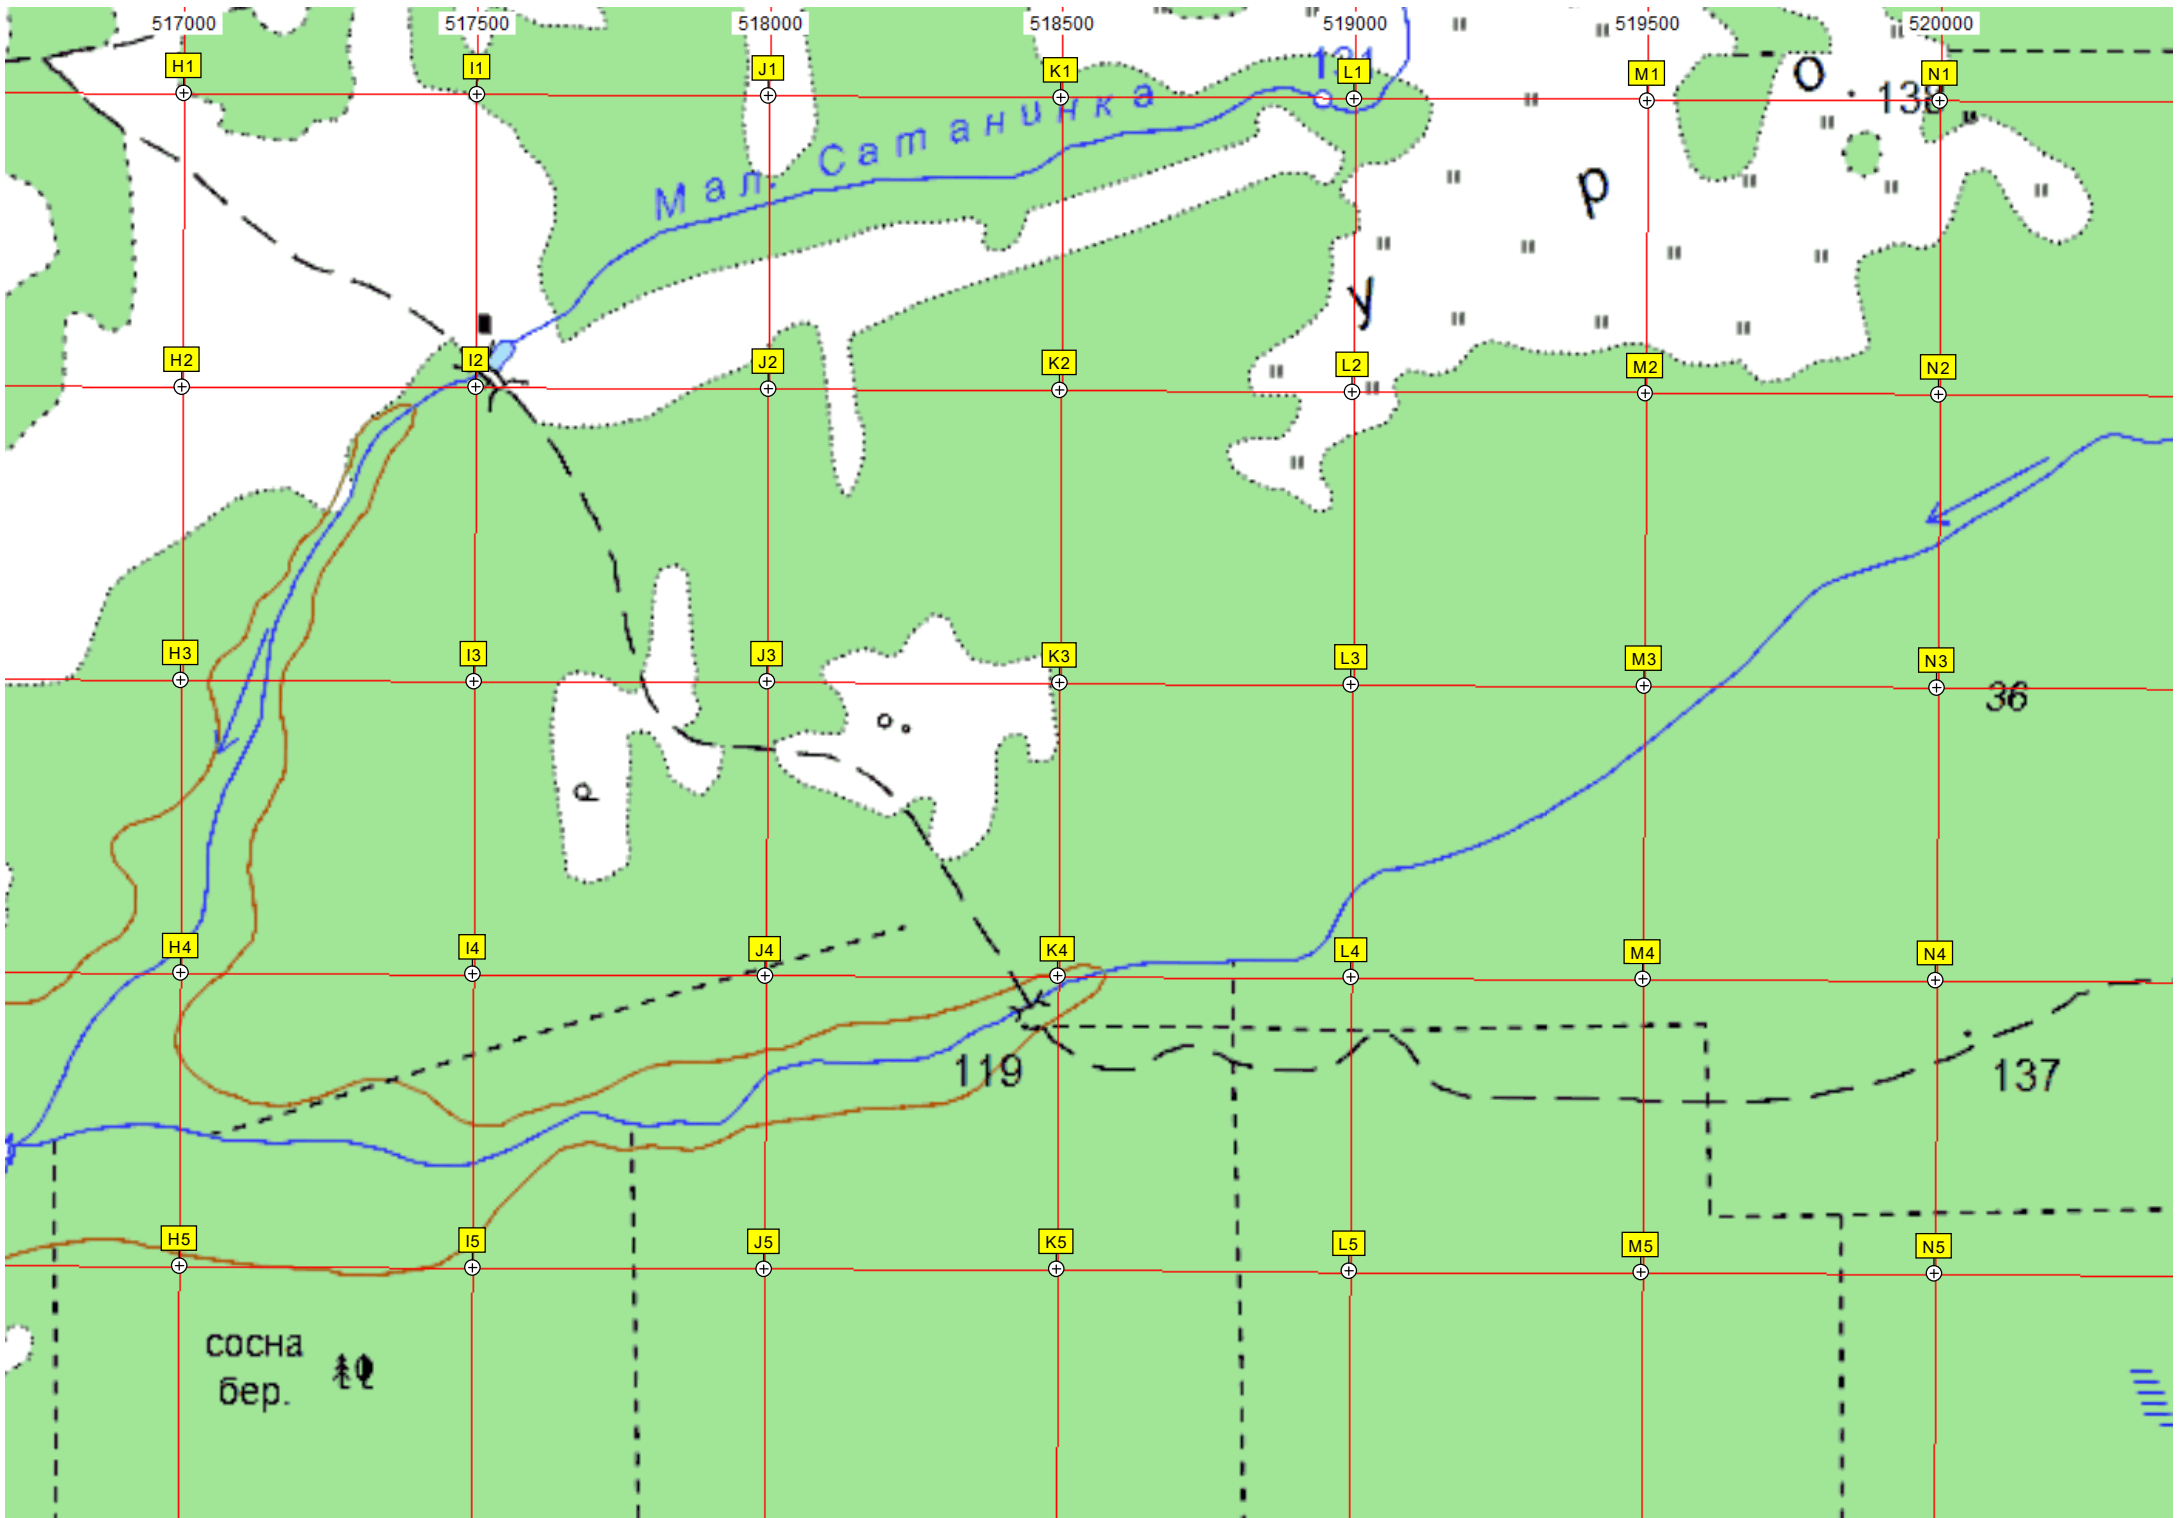 517000 517500 518000 518500 519000 519500 520000
H1 I1 J1 K1 L1 M1 N1
131
О
138
Мал. Сатанинка
р
у
H2 I2 J2 K2 L2 M2 N2
H3 I3 J3 K3 L3 M3 N3
36
р
H4 I4 J4 K4 L4 M4 N4
119
137
H5 I5 J5 K5 L5 M5 N5
сосна
бер.